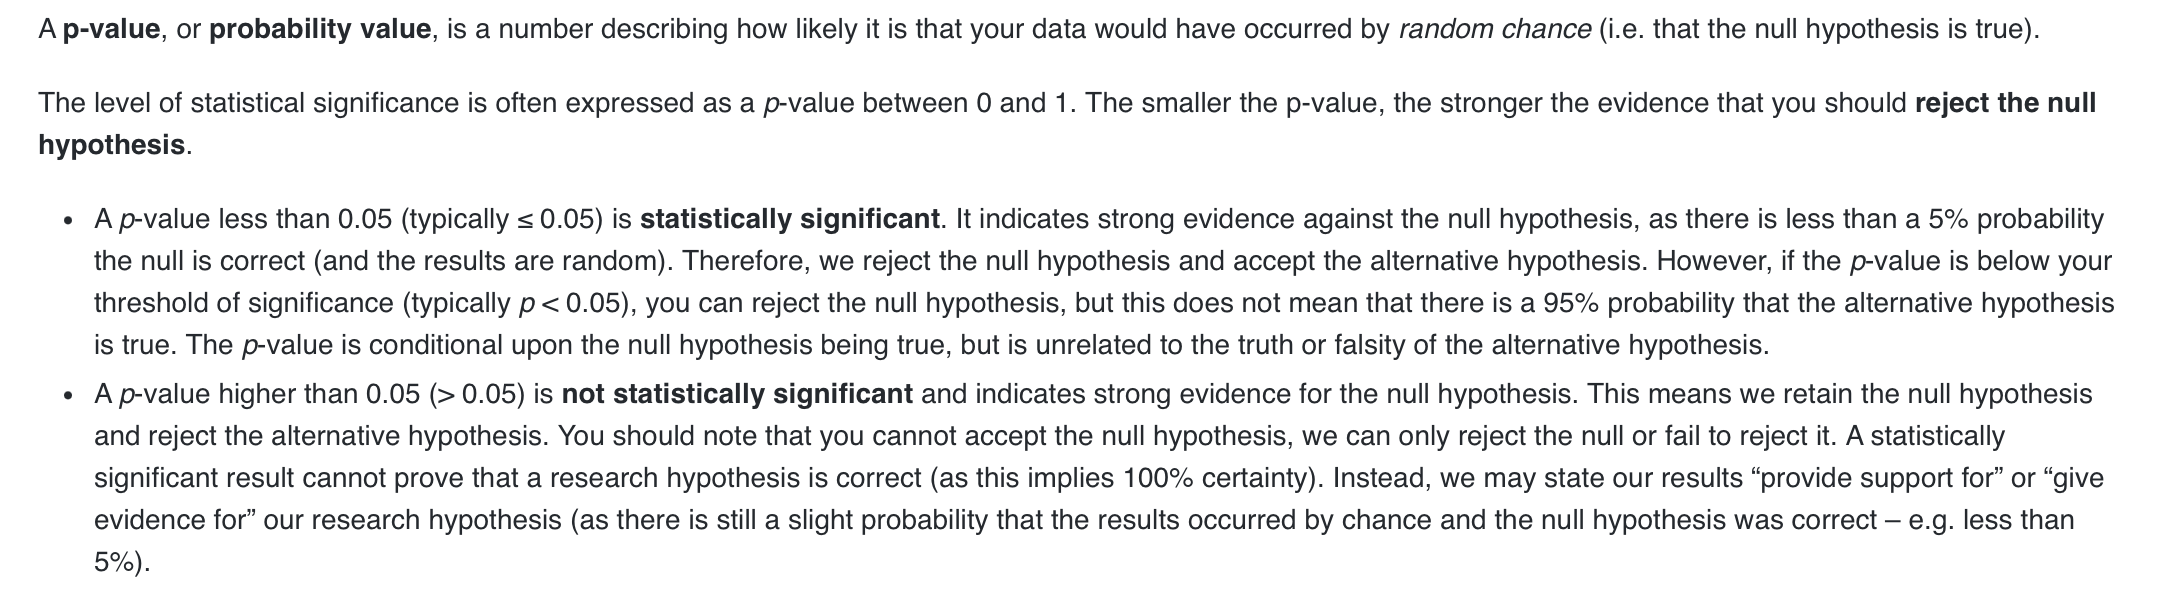 A p-value, or probability value, is a number describing how likely it is that your data would have occurred by random chance (i.e. that the null hypothesis is true).
The level of statistical significance is often expressed as a p-value between 0 and 1. The smaller the p-value, the stronger the evidence that you should reject the null
hypothesis.
• A p-value less than 0.05 (typically ≤ 0.05) is statistically significant. It indicates strong evidence against the null hypothesis, as there is less than a 5% probability
the null is correct (and the results are random). Therefore, we reject the null hypothesis and accept the alternative hypothesis. However, if the p-value is below your
threshold of significance (typically p < 0.05), you can reject the null hypothesis, but this does not mean that there is a 95% probability that the alternative hypothesis
is true. The p-value is conditional upon the null hypothesis being true, but is unrelated to the truth or falsity of the alternative hypothesis.
• A p-value higher than 0.05 (> 0.05) is not statistically significant and indicates strong evidence for the null hypothesis. This means we retain the null hypothesis
and reject the alternative hypothesis. You should note that you cannot accept the null hypothesis, we can only reject the null or fail to reject it. A statistically
significant result cannot prove that a research hypothesis is correct (as this implies 100% certainty). Instead, we may state our results “provide support for” or “give
evidence for” our research hypothesis (as there is still a slight probability that the results occurred by chance and the null hypothesis was correct – e.g. less than
5%).